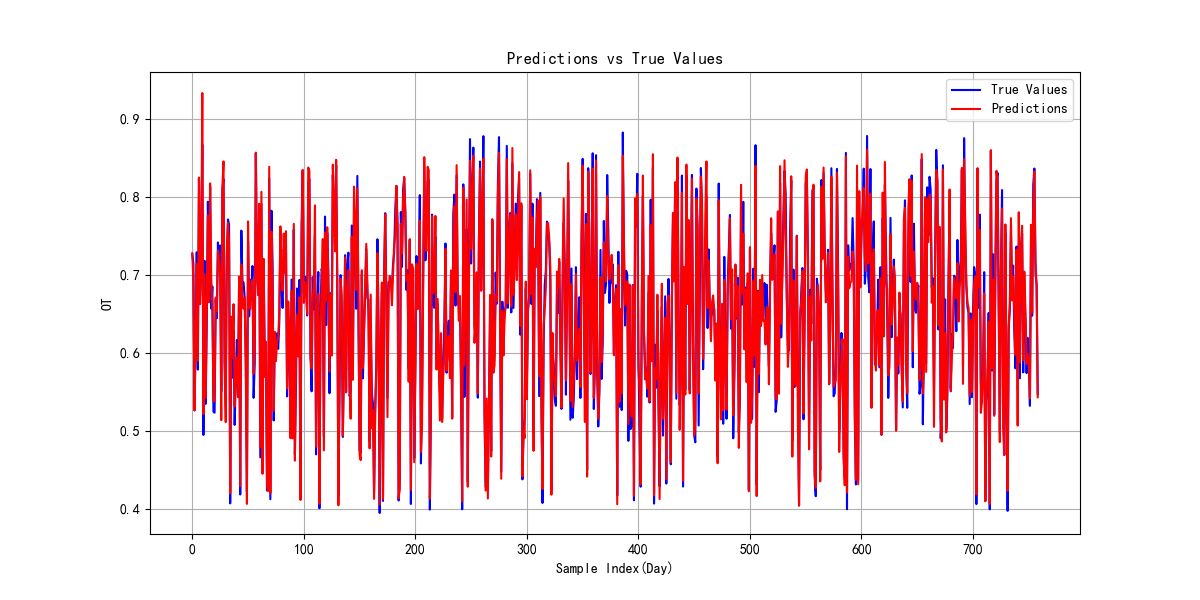 Predictions vs True Values
True Values
Predictions
0.9
0.8
0.7
0.6
0.5
0.4
OT
0 100 200 300 400 500 600 700
Sample Index(Day)